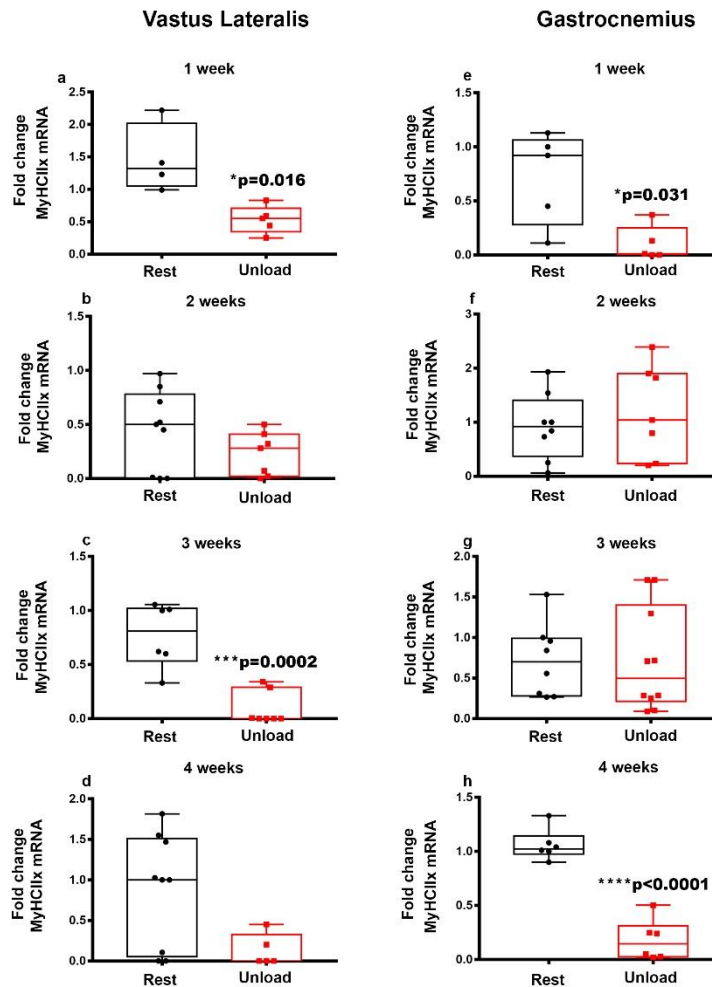 Vastus Lateralis
Gastrocnemius
a
1 week
Fold change
MyHCIIx mRNA
2.5
2.0
1.5
1.0
0.5
0.0
*p=0.016
Rest
Unload
e
1 week
Fold change
MyHCIIx mRNA
1.5
1.0
0.5
0.0
*p=0.031
Rest
Unload
b
2 weeks
Fold change
MyHCIIx mRNA
1.5
1.0
0.5
0.0
Rest
Unload
f
2 weeks
Fold change
MyHCIIx mRNA
3
2
1
0
Rest
Unload
c
3 weeks
Fold change
MyHCIIx mRNA
1.5
1.0
0.5
0.0
***p=0.0002
Rest
Unload
g
3 weeks
Fold change
MyHCIIx mRNA
2.0
1.5
1.0
0.5
0.0
Rest
Unload
d
4 weeks
Fold change
MyHCIIx mRNA
2.0
1.5
1.0
0.5
0.0
Rest
Unload
h
4 weeks
Fold change
MyHCIIx mRNA
1.5
1.0
0.5
0.0
****p<0.0001
Rest
Unload